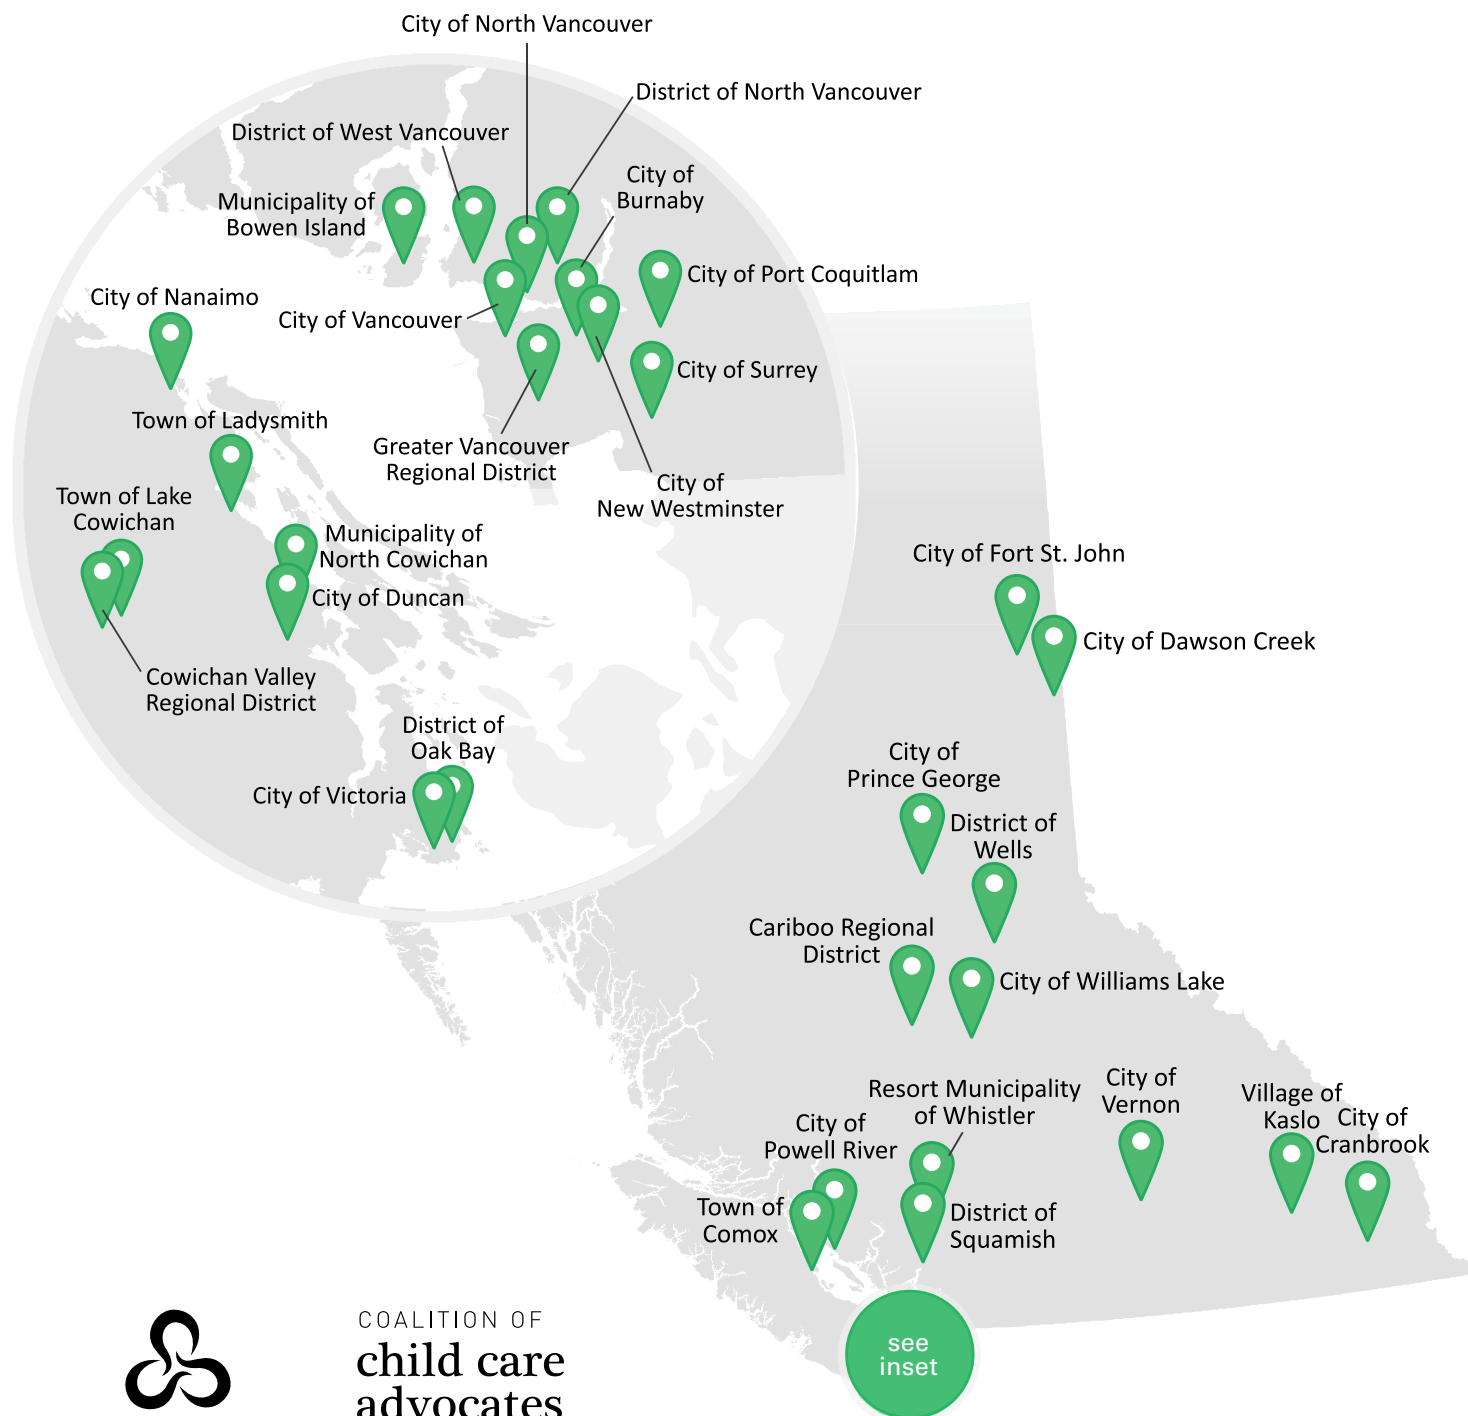 City of North Vancouver
District of North Vancouver
District of West Vancouver
City of
Burnaby
Municipality of
Bowen Island
City of Port Coquitlam
City of Nanaimo
City of Vancouver
City of Surrey
Town of Ladysmith
Greater Vancouver
Regional District
City of
New Westminster
Town of Lake
Cowichan
Municipality of
North Cowichan
City of Duncan
Cowichan Valley
Regional District
District of
Oak Bay
City of Victoria
City of Fort St. John
City of Dawson Creek
City of
Prince George
District of
Wells
Cariboo Regional
District
City of Williams Lake
Resort Municipality
of Whistler
City of
Vernon
Village of
Kaslo
City of
Cranbrook
City of
Powell River
Town of
Comox
District of
Squamish
see
inset
COALITION OF
child care
advocates